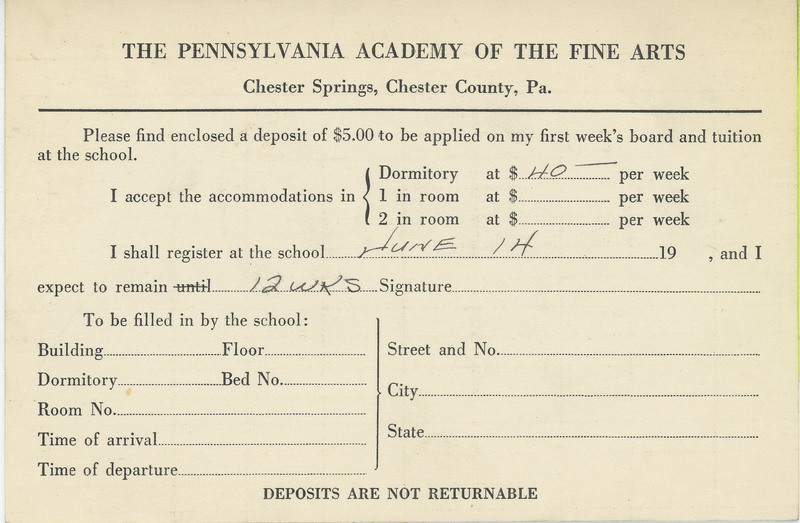 THE PENNSYLVANIA ACADEMY OF THE FINE ARTS
Chester Springs, Chester County, Pa.
Please find enclosed a deposit of $5.00 to be applied on my first week's board and tuition
at the school.
I accept the accommodations in
Dormitory at $ 40— per week
1 in room at $ per week
2 in room at $ per week
I shall register at the school JUNE 14 19 , and I
expect to remain until 12 WKS Signature
To be filled in by the school:
Building Floor
Dormitory Bed No.
Room No.
Time of arrival
Time of departure
Street and No.
City
State
DEPOSITS ARE NOT RETURNABLE